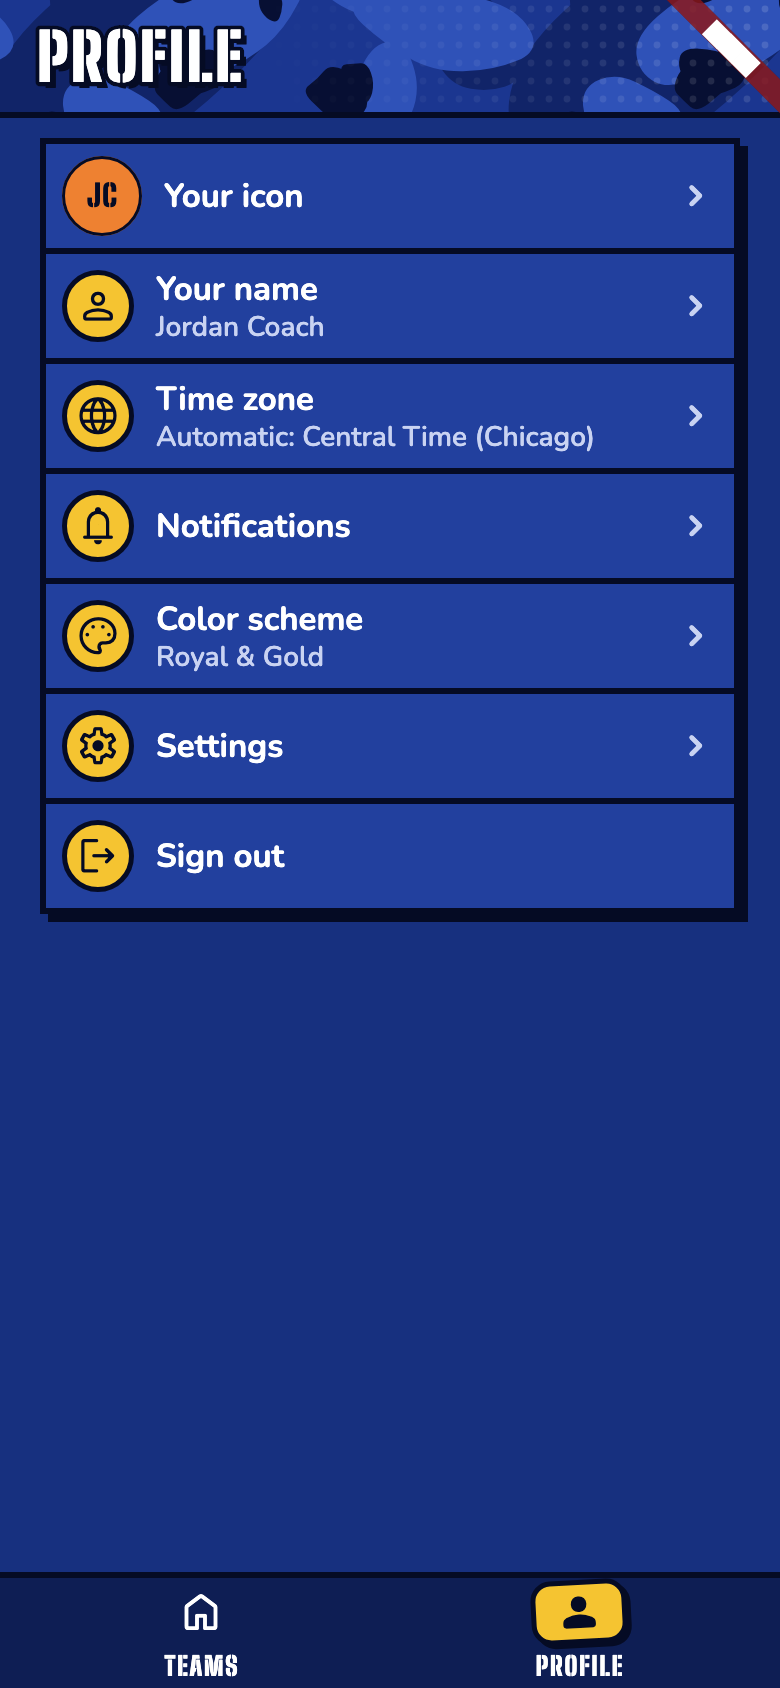 PROFILE
JC
Your icon
Your name
Jordan Coach
Time zone
Automatic: Central Time (Chicago)
Notifications
Color scheme
Royal & Gold
Settings
Sign out
TEAMS
PROFILE